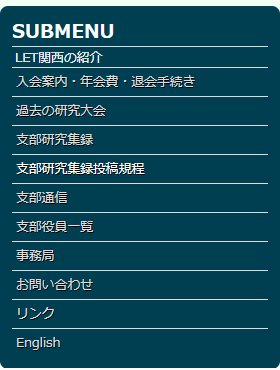 SUBMENU
LET関西の紹介
入会案内・年会費・退会手続き
過去の研究大会
支部研究集録
支部研究集録投稿規程
支部通信
支部役員一覧
事務局
お問い合わせ
リンク
English